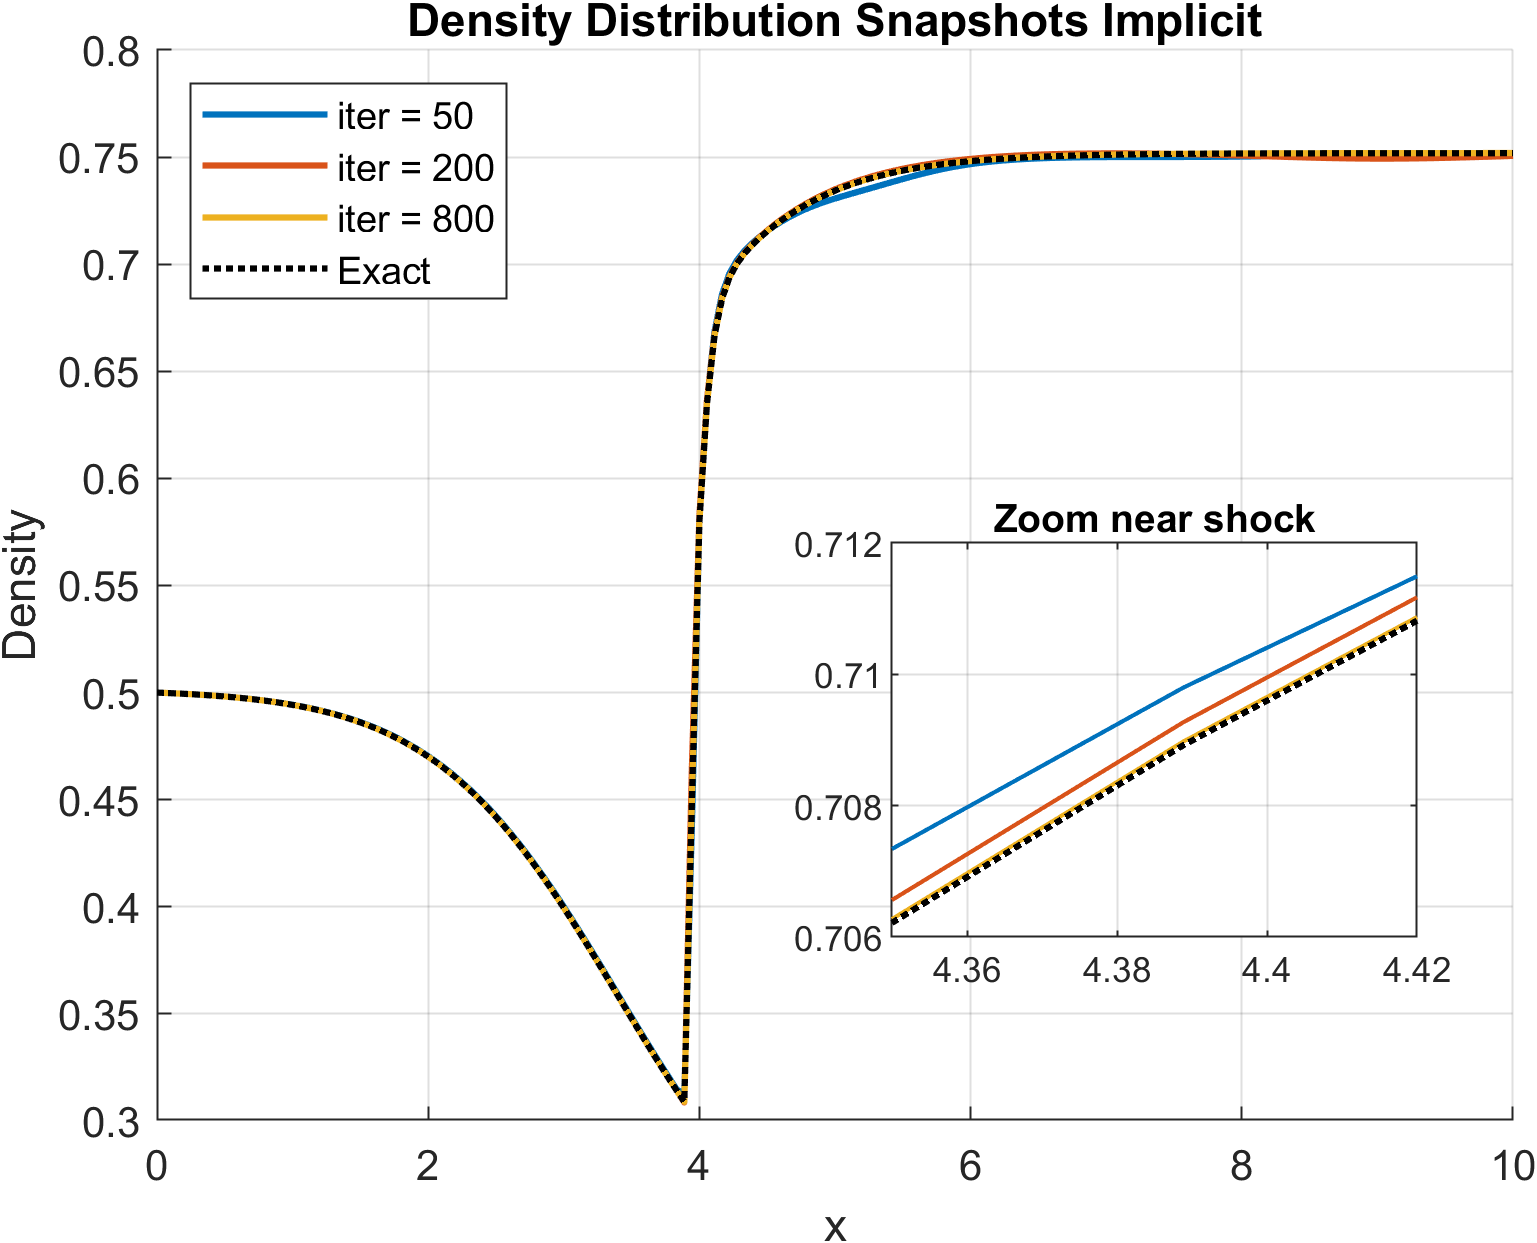 Density Distribution Snapshots Implicit
0.8
0.75
0.7
0.65
0.6
0.55
0.5
0.45
0.4
0.35
0.3
Density
iter = 50
iter = 200
iter = 800
Exact
Zoom near shock
0.712
0.71
0.708
0.706
4.36 4.38 4.4 4.42
0 2 4 6 8 10
x